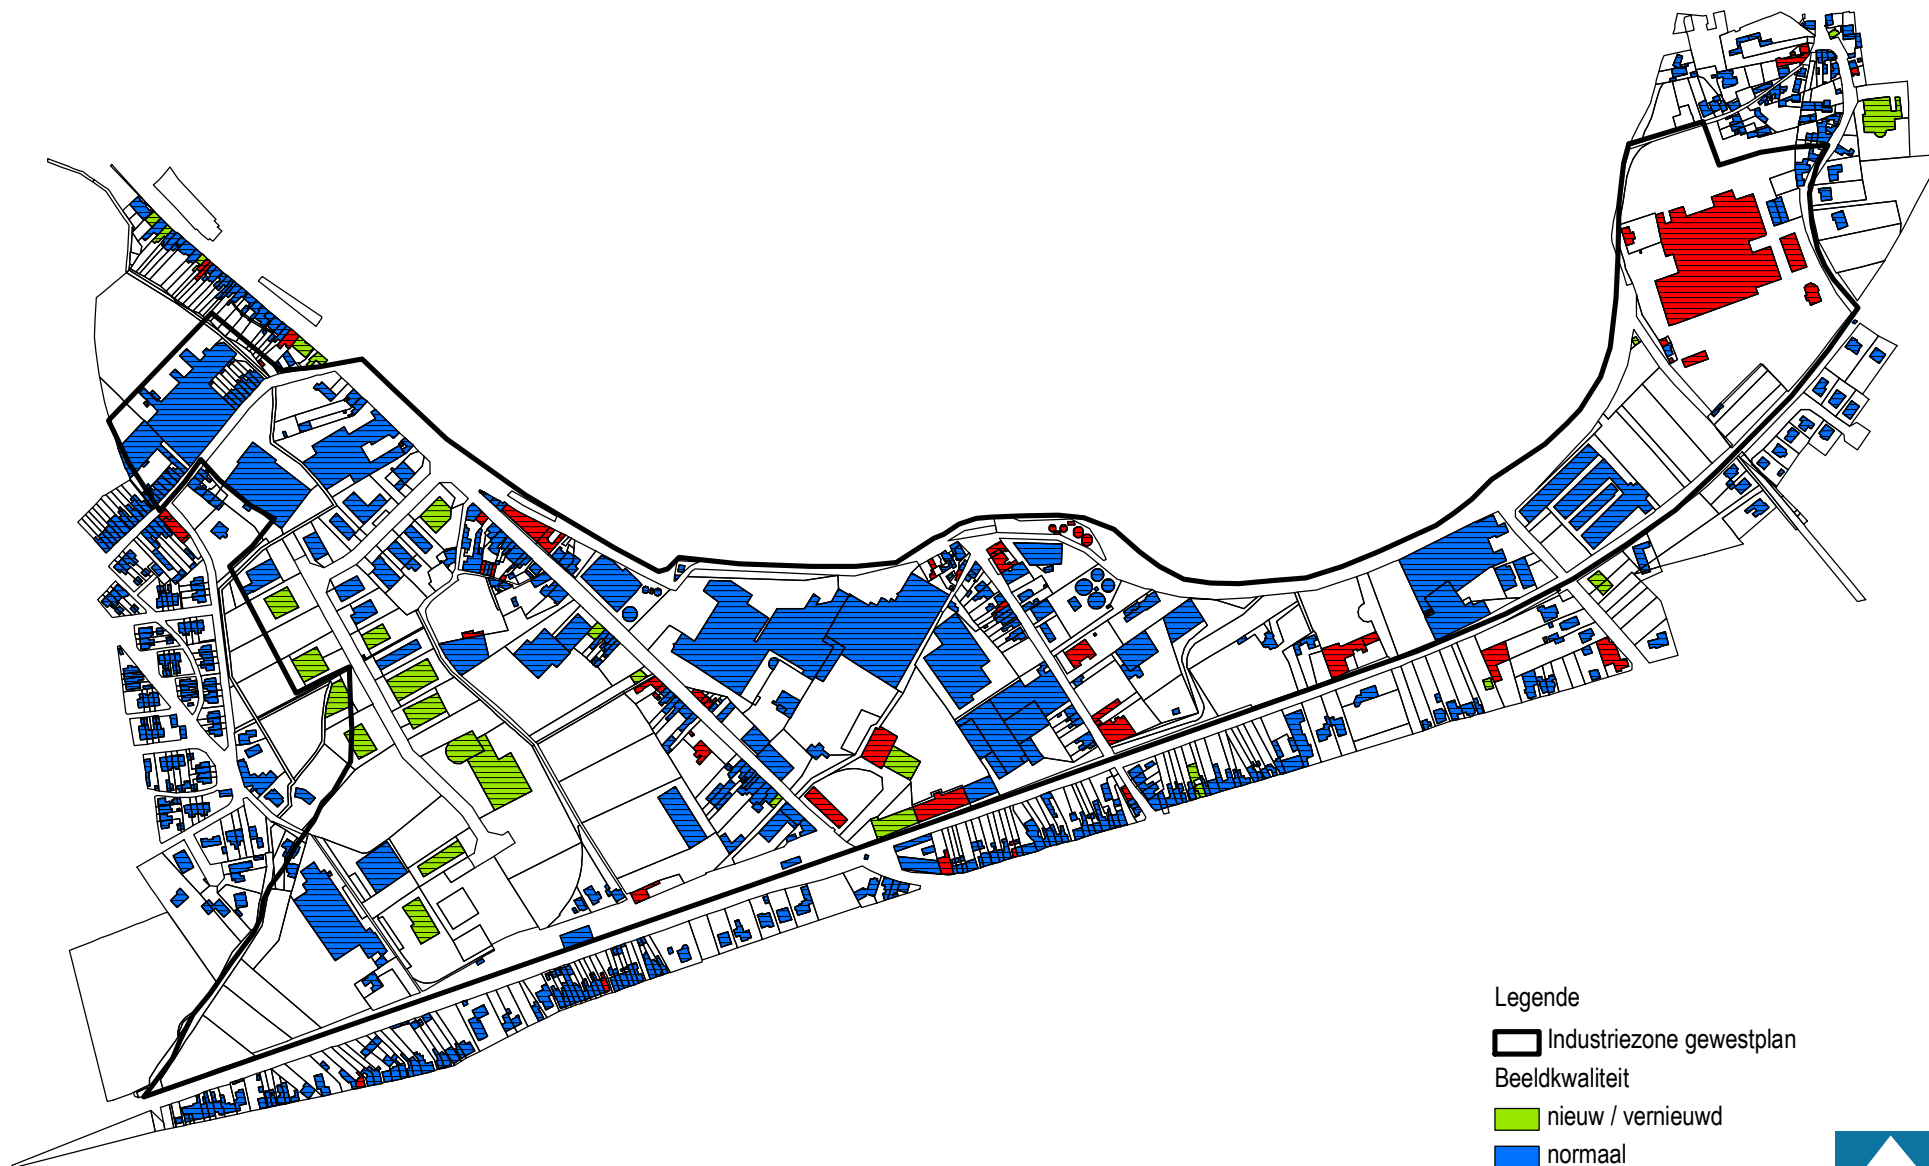 Legende
Industriezone gewestplan
Beeldkwaliteit
nieuw / vernieuwd
normaal